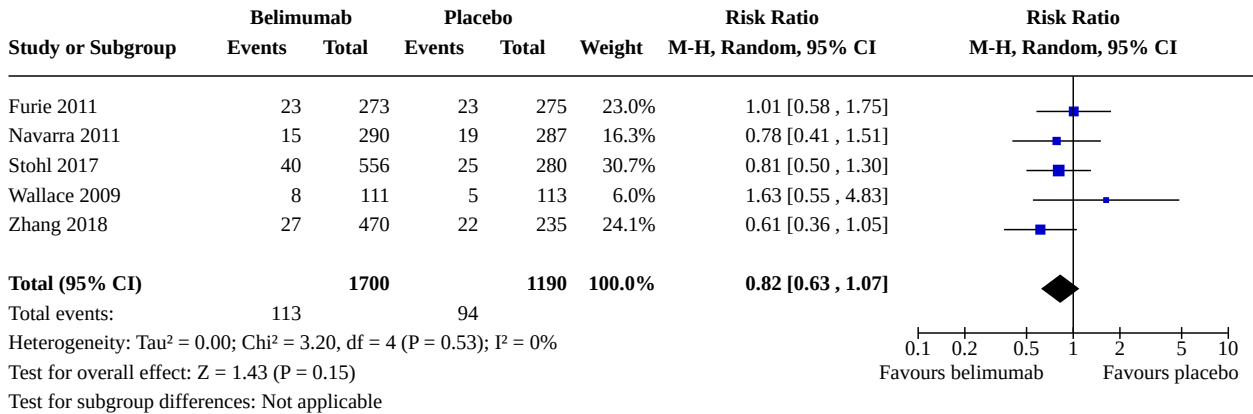 Belimumab Placebo Risk Ratio Risk Ratio
Study or Subgroup Events Total Events Total Weight M-H, Random, 95% CI M-H, Random, 95% CI
Furie 2011 23 273 23 275 23.0% 1.01 [0.58 , 1.75]
Navarra 2011 15 290 19 287 16.3% 0.78 [0.41 , 1.51]
Stohl 2017 40 556 25 280 30.7% 0.81 [0.50 , 1.30]
Wallace 2009 8 111 5 113 6.0% 1.63 [0.55 , 4.83]
Zhang 2018 27 470 22 235 24.1% 0.61 [0.36 , 1.05]
Total (95% CI) 1700 1190 100.0% 0.82 [0.63 , 1.07]
Total events: 113 94
Heterogeneity: Tau² = 0.00; Chi² = 3.20, df = 4 (P = 0.53); I² = 0% 0.1 0.2 0.5 1 2 5 10
Test for overall effect: Z = 1.43 (P = 0.15) Favours belimumab Favours placebo
Test for subgroup differences: Not applicable